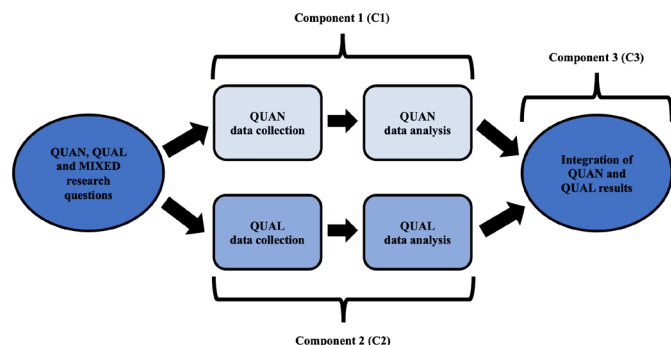 Component 1 (C1)
Component 3 (C3)
QUAN
data collection
QUAN
data analysis
QUAN, QUAL
and MIXED
research
questions
Integration of
QUAN and
QUAL results
QUAL
data collection
QUAL
data analysis
Component 2 (C2)